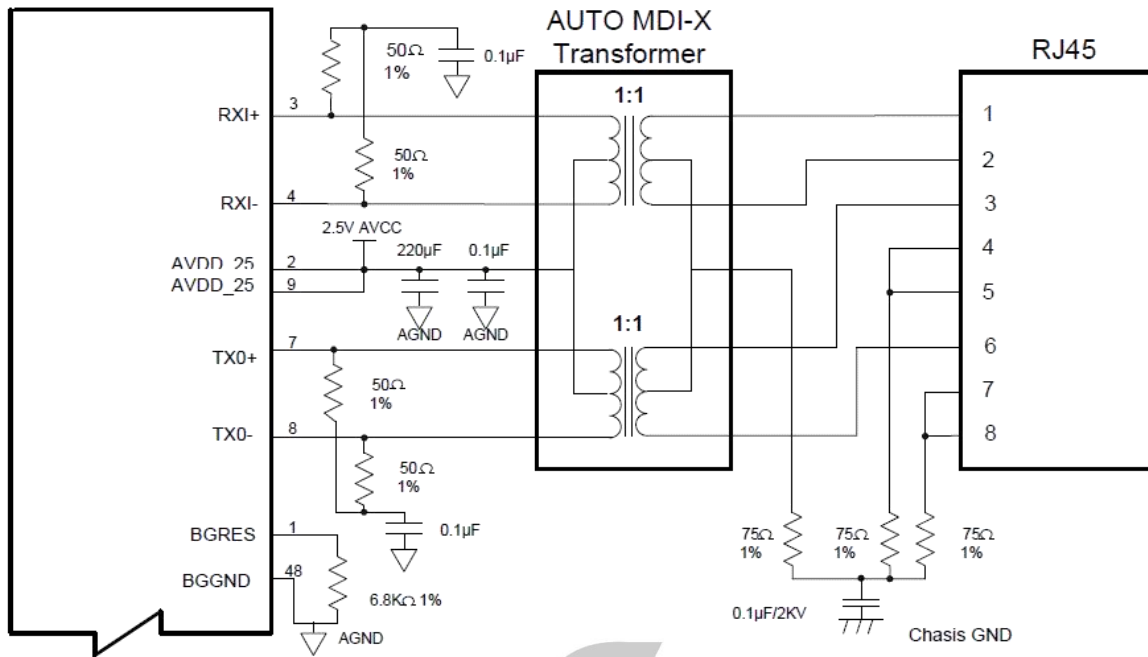 AUTO MDI-X
Transformer
RJ45
50Ω
1%
0.1µF
1:1
RXI+
3
1
2
50Ω
1%
RXI-
4
3
2.5V AVCC
4
220µF
0.1µF
AVDD_25
2
AVDD_25
9
5
AGND
AGND
1:1
TX0+
7
6
50Ω
1%
7
TX0-
8
8
50Ω
1%
0.1µF
BGRES
1
75Ω
1%
75Ω
1%
75Ω
1%
BGGND
48
6.8KΩ 1%
0.1µF/2KV
AGND
Chasis GND